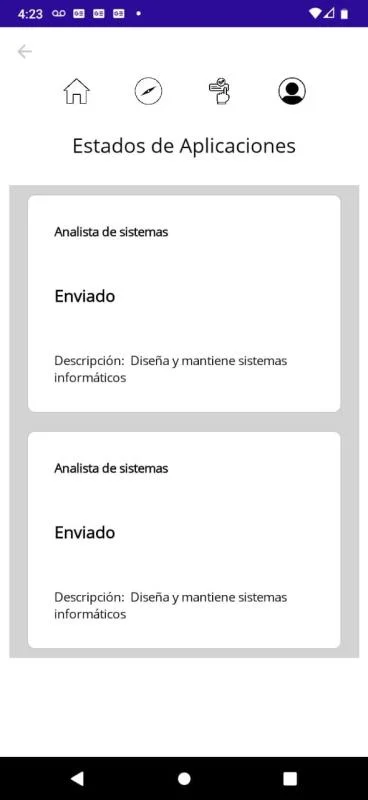 4:23
Estados de Aplicaciones
Analista de sistemas
Enviado
Descripción: Diseña y mantiene sistemas
informáticos
Analista de sistemas
Enviado
Descripción: Diseña y mantiene sistemas
informáticos